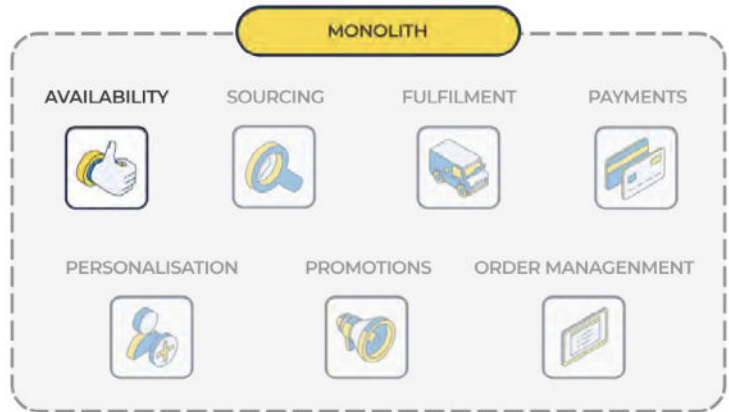 MONOLITH
AVAILABILITY SOURCING FULFILMENT PAYMENTS
PERSONALISATION PROMOTIONS ORDER MANAGENMENT